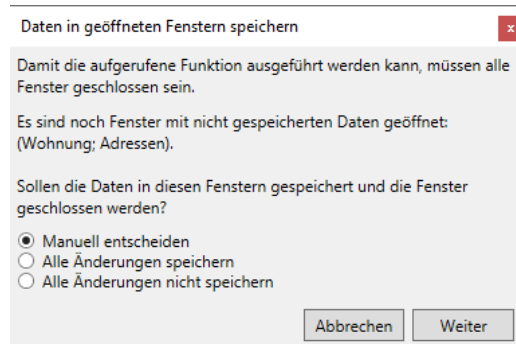 Daten in geöffneten Fenstern speichern
x
Damit die aufgerufene Funktion ausgeführt werden kann, müssen alle
Fenster geschlossen sein.
Es sind noch Fenster mit nicht gespeicherten Daten geöffnet:
(Wohnung; Adressen).
Sollen die Daten in diesen Fenstern gespeichert und die Fenster
geschlossen werden?
Manuell entscheiden
Alle Änderungen speichern
Alle Änderungen nicht speichern
Abbrechen Weiter